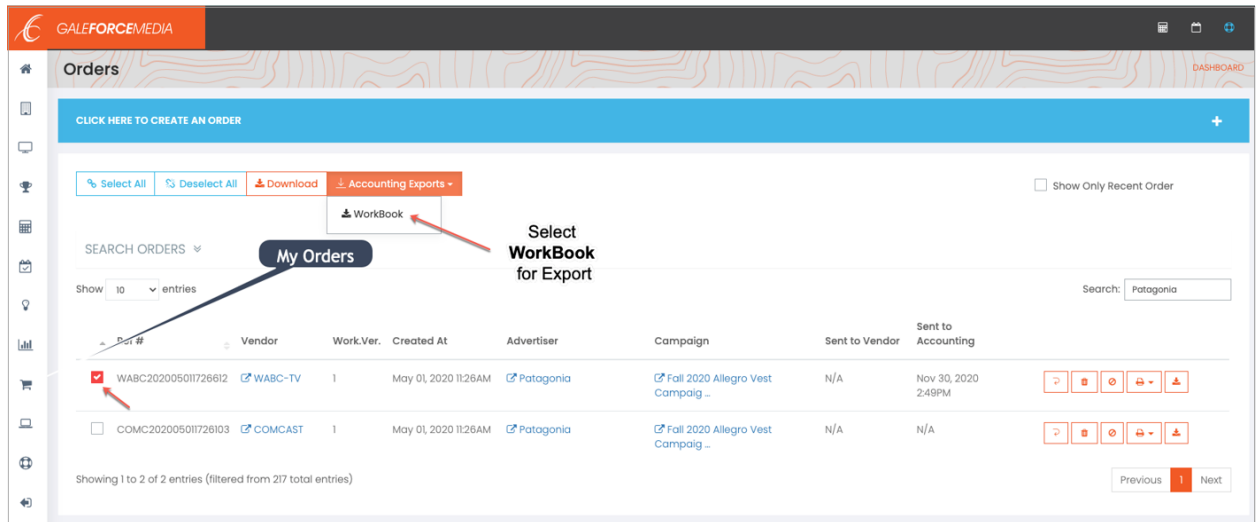 GALEFORCEMEDIA
Orders
DASHBOARD
CLICK HERE TO CREATE AN ORDER
+
Select All Deselect All Download Accounting Exports
Show Only Recent Order
WorkBook
Select
WorkBook
for Export
SEARCH ORDERS
My Orders
Show 10 entries
Search: Patagonia
# Vendor Work.Ver. Created At Advertiser Campaign Sent to Vendor Sent to
Accounting
WABC202005011726612 WABC-TV 1 May 01, 2020 11:26AM Patagonia Fall 2020 Allegro Vest
Campaig ...
N/A Nov 30, 2020
2:49PM
COMC202005011726103 COMCAST 1 May 01, 2020 11:26AM Patagonia Fall 2020 Allegro Vest
Campaig ...
N/A N/A
Showing 1 to 2 of 2 entries (filtered from 217 total entries)
Previous 1 Next